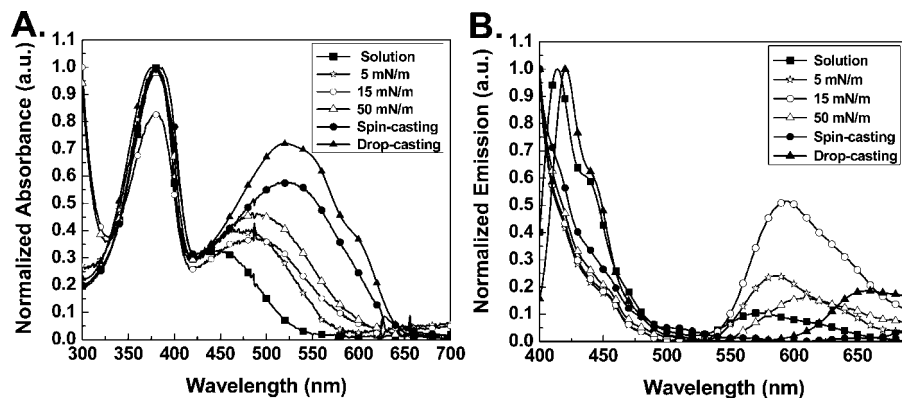 A.
Normalized Absorbance (a.u.)
1.1
1.0
0.9
0.8
0.7
0.6
0.5
0.4
0.3
0.2
0.1
0.0
300 350 400 450 500 550 600 650 700
Wavelength (nm)
Solution
5 mN/m
15 mN/m
50 mN/m
Spin-casting
Drop-casting
B.
Normalized Emission (a.u.)
1.1
1.0
0.9
0.8
0.7
0.6
0.5
0.4
0.3
0.2
0.1
0.0
400 450 500 550 600 650
Wavelength (nm)
Solution
5 mN/m
15 mN/m
50 mN/m
Spin-casting
Drop-casting